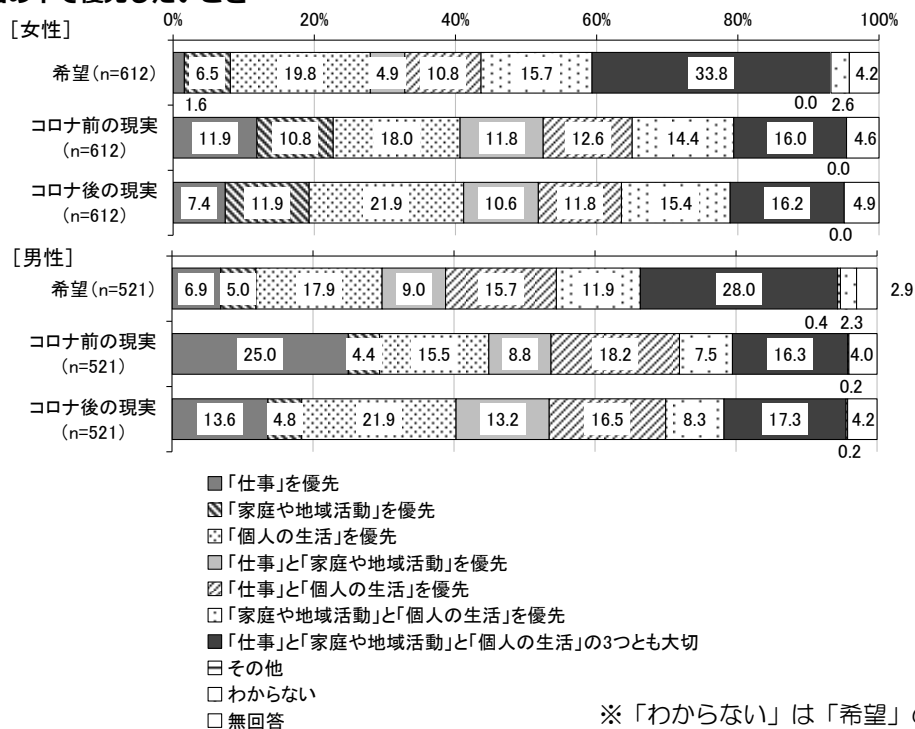 で優先したいこと
0% 20% 40% 60% 80% 100%
［女性］
希望(n=612) 6.5 19.8 4.9 10.8 15.7 33.8 4.2
1.6 0.0 2.6
コロナ前の現実 11.9 10.8 18.0 11.8 12.6 14.4 16.0 4.6
(n=612) 0.0
コロナ後の現実 7.4 11.9 21.9 10.6 11.8 15.4 16.2 4.9
(n=612) 0.0
［男性］
希望(n=521) 6.9 5.0 17.9 9.0 15.7 11.9 28.0 2.9
0.4 2.3
コロナ前の現実 25.0 4.4 15.5 8.8 18.2 7.5 16.3 4.0
(n=521) 0.2
コロナ後の現実 13.6 4.8 21.9 13.2 16.5 8.3 17.3 4.2
(n=521) 0.2
「仕事」を優先
「家庭や地域活動」を優先
「個人の生活」を優先
「仕事」と「家庭や地域活動」を優先
「仕事」と「個人の生活」を優先
「家庭や地域活動」と「個人の生活」を優先
「仕事」と「家庭や地域活動」と「個人の生活」の3つとも大切
その他
わからない
無回答
※「わからない」は「希望」